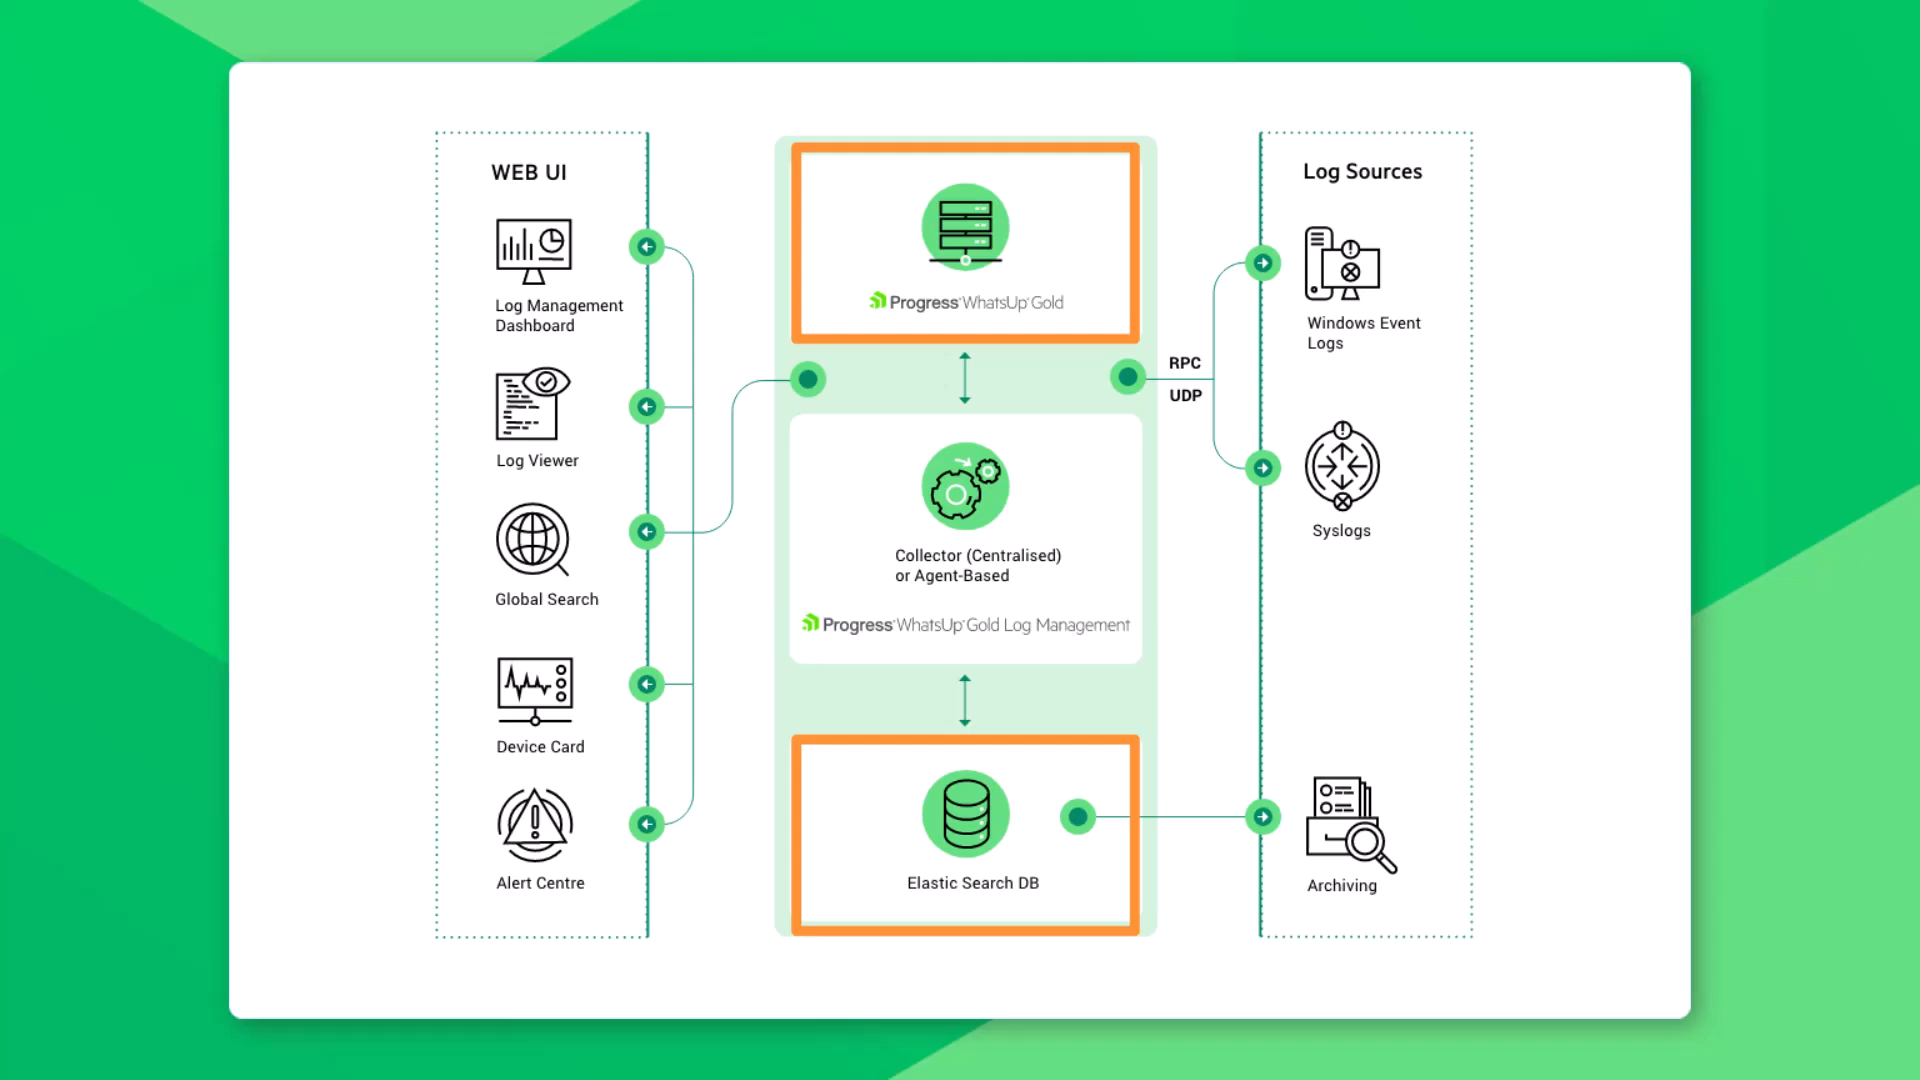 WEB UI
Log Management
Dashboard
Log Viewer
Global Search
Device Card
Alert Centre
Progress WhatsUp Gold
Collector (Centralised)
or Agent-Based
Progress WhatsUp Gold Log Management
Elastic Search DB
RPC
UDP
Log Sources
Windows Event
Logs
Syslogs
Archiving